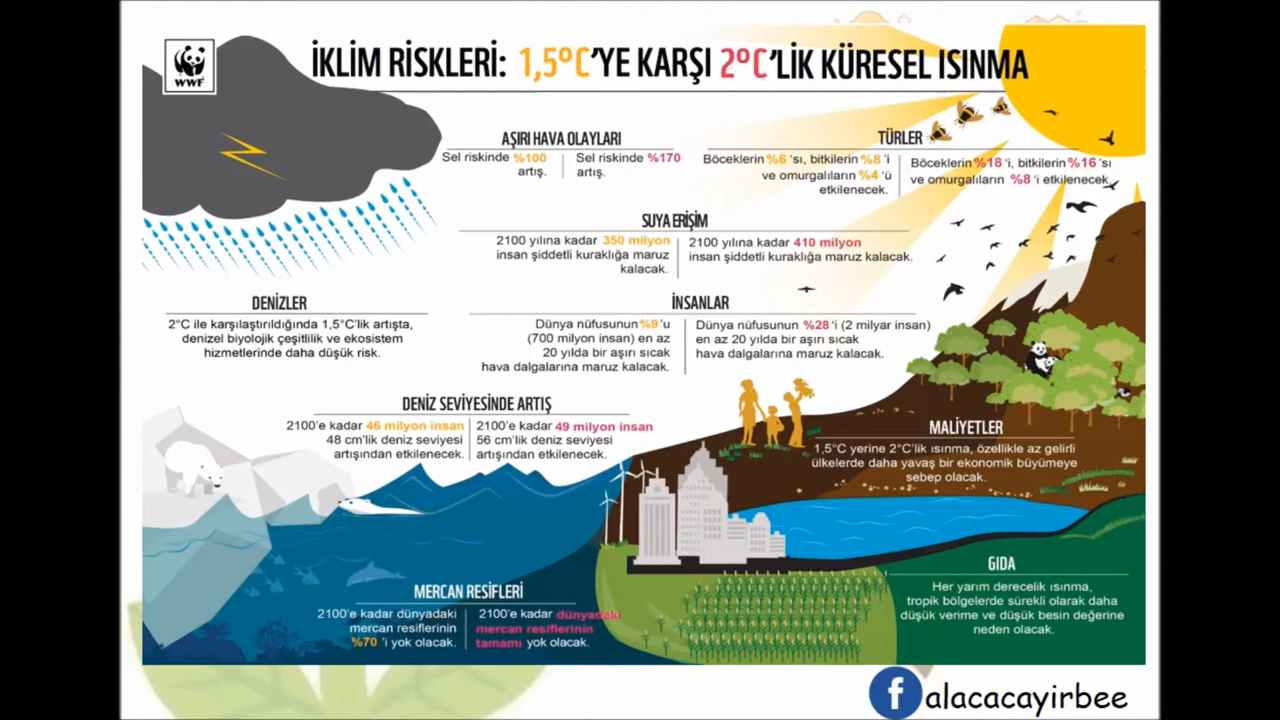 WWF
İKLİM RİSKLERİ: 1,5°C'YE KARŞI 2°C'LİK KÜRESEL ISINMA
AŞIRI HAVA OLAYLARI
Sel riskinde %100
artış.
Sel riskinde %170
artış.
TÜRLER
Böceklerin %6 'sı, bitkilerin %8 'i
ve omurgalıların %4 'ü
etkilenecek.
Böceklerin %18 'i, bitkilerin %16 'sı
ve omurgalıların %8 'i etkilenecek.
SUYA ERİŞİM
2100 yılına kadar 350 milyon
insan şiddetli kuraklığa maruz
kalacak.
2100 yılına kadar 410 milyon
insan şiddetli kuraklığa maruz kalacak.
DENİZLER
2°C ile karşılaştırıldığında 1,5°C'lik artışta,
denizel biyolojik çeşitlilik ve ekosistem
hizmetlerinde daha düşük risk.
İNSANLAR
Dünya nüfusunun %9 'u
(700 milyon insan) en az
20 yılda bir aşırı sıcak
hava dalgalarına maruz kalacak.
Dünya nüfusunun %28 'i (2 milyar insan)
en az 20 yılda bir aşırı sıcak
hava dalgalarına maruz kalacak.
DENİZ SEVİYESİNDE ARTIŞ
2100'e kadar 46 milyon insan
48 cm'lik deniz seviyesi
artışından etkilenecek.
2100'e kadar 49 milyon insan
56 cm'lik deniz seviyesi
artışından etkilenecek.
MALİYETLER
1,5°C yerine 2°C'lik ısınma, özellikle az gelirli
ülkelerde daha yavaş bir ekonomik büyümeye
sebep olacak.
MERCAN RESİFLERİ
2100'e kadar dünyadaki
mercan resiflerinin
%70 'i yok olacak.
2100'e kadar dünyadaki
mercan resiflerinin
tamamı yok olacak.
GIDA
Her yarım derecelik ısınma,
tropik bölgelerde sürekli olarak daha
düşük verime ve düşük besin değerine
neden olacak.
f alacacayirbee